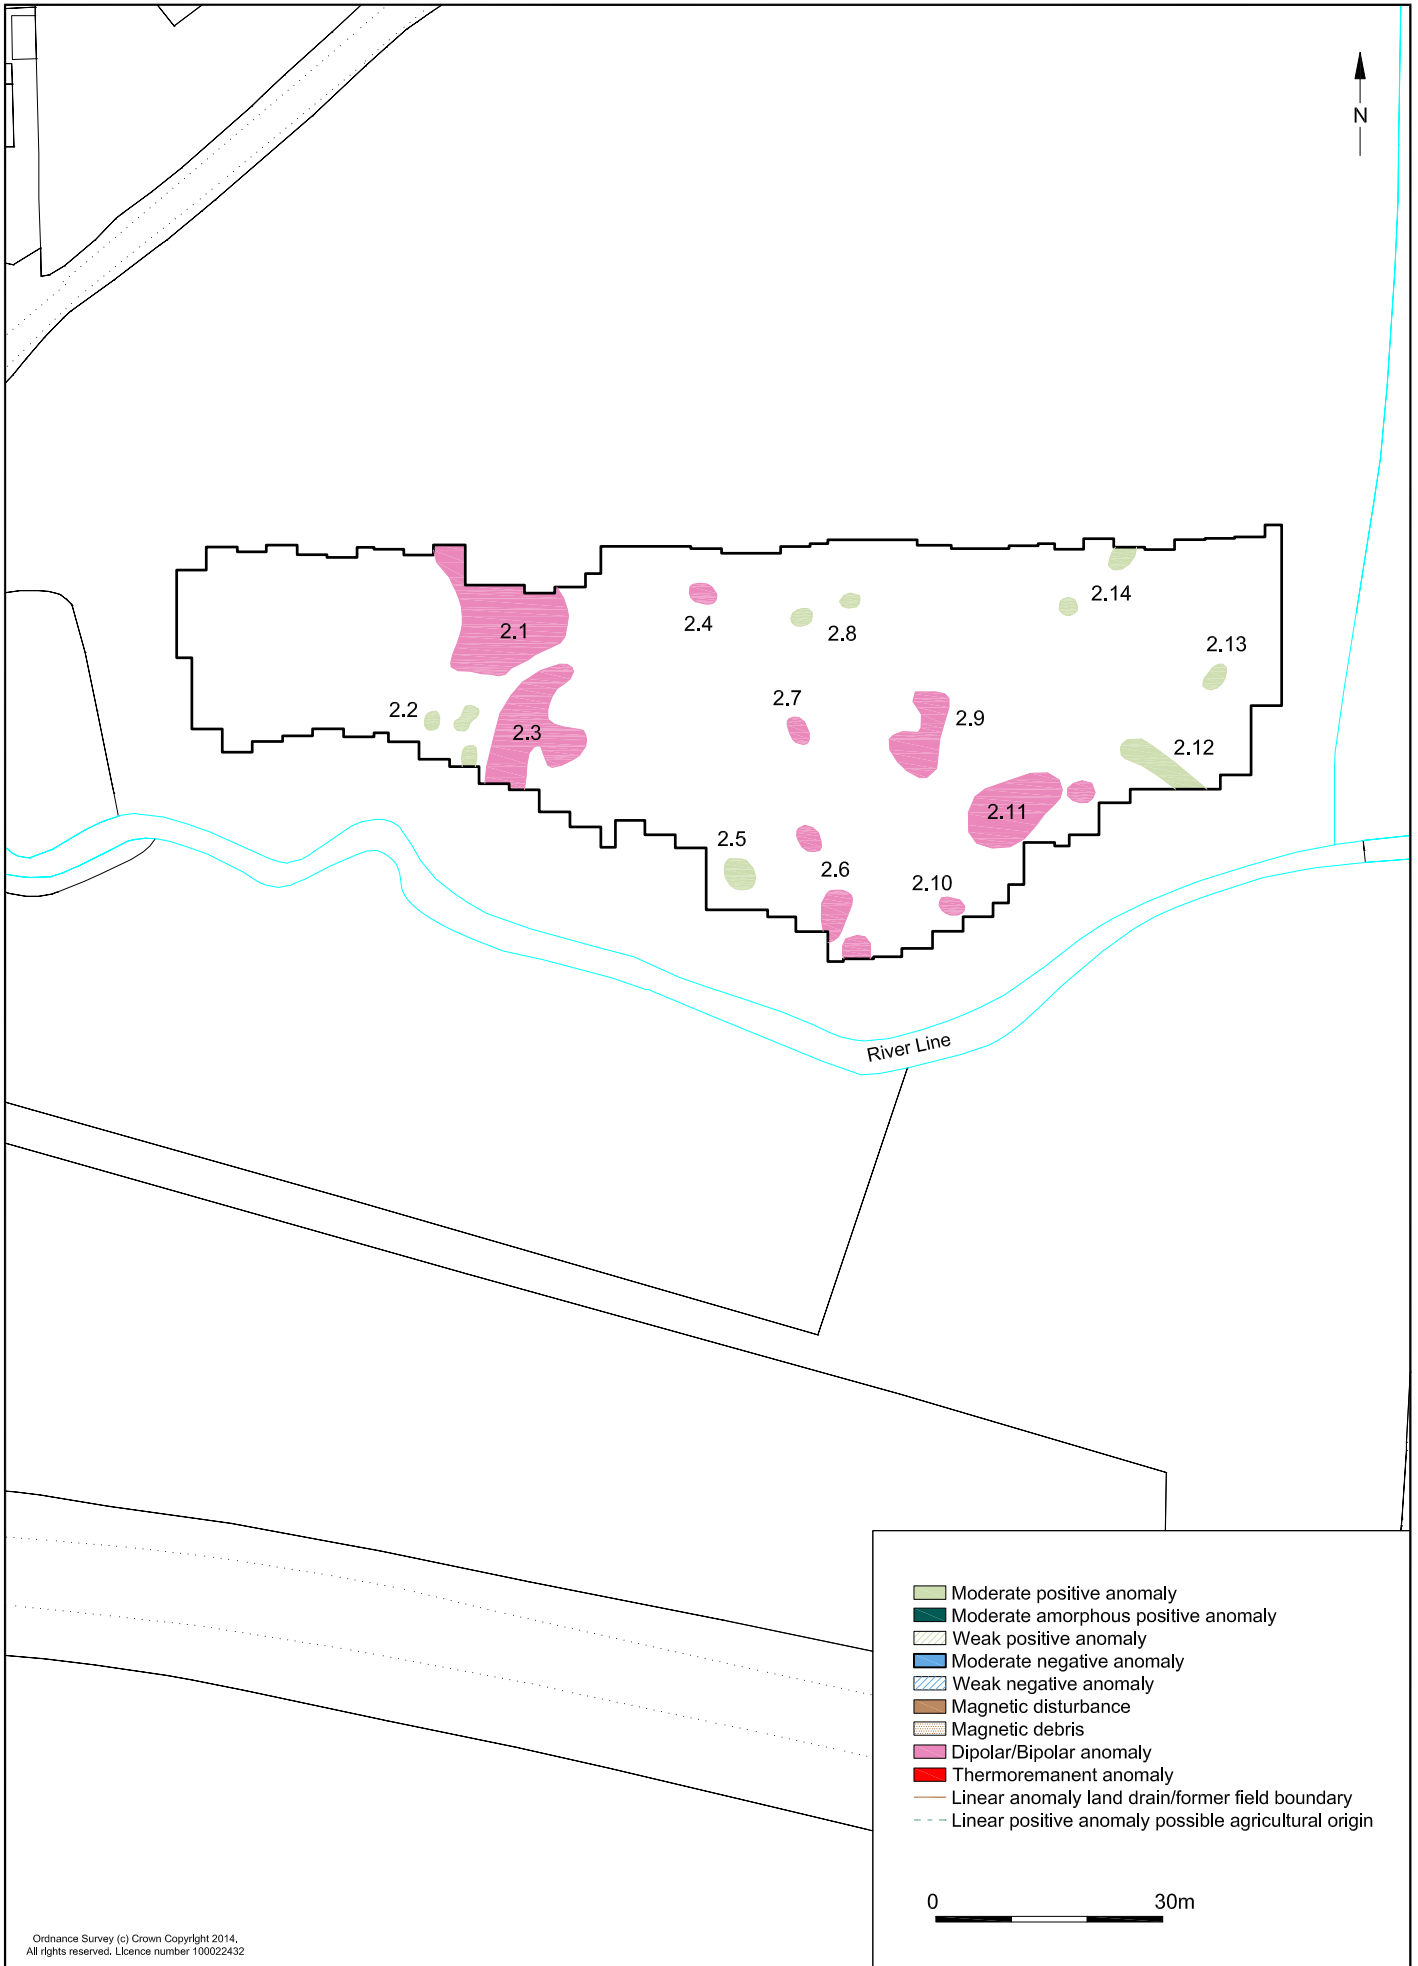 N
2.14
2.1
2.4
2.8
2.13
2.2
2.7
2.3
2.9
2.12
2.11
2.5
2.6
2.10
River Line
Moderate positive anomaly
Moderate amorphous positive anomaly
Weak positive anomaly
Moderate negative anomaly
Weak negative anomaly
Magnetic disturbance
Magnetic debris
Dipolar/Bipolar anomaly
Thermoremanent anomaly
Linear anomaly land drain/former field boundary
Linear positive anomaly possible agricultural origin
0 30m
Ordnance Survey (c) Crown Copyright 2014.
All rights reserved. Licence number 100022432